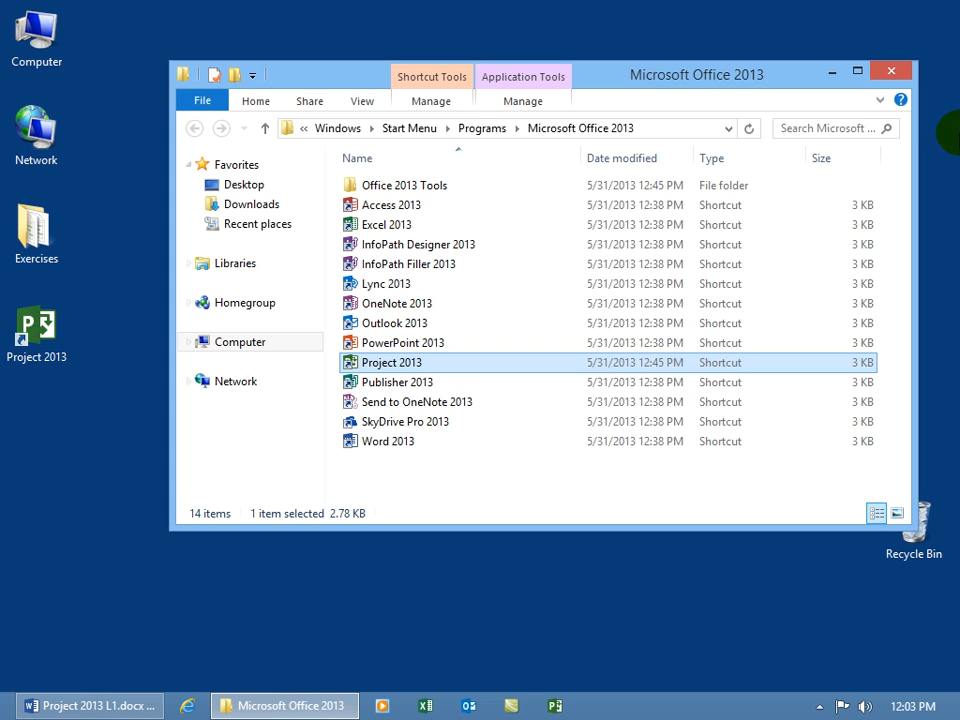 Computer
Network
Exercises
Project 2013
Shortcut Tools Application Tools Microsoft Office 2013
File Home Share View Manage Manage
« Windows Start Menu Programs Microsoft Office 2013 Search Microsoft ...
Favorites
Desktop
Downloads
Recent places
Libraries
Homegroup
Computer
Network
Name Date modified Type Size
Office 2013 Tools 5/31/2013 12:45 PM File folder
Access 2013 5/31/2013 12:38 PM Shortcut 3 KB
Excel 2013 5/31/2013 12:38 PM Shortcut 3 KB
InfoPath Designer 2013 5/31/2013 12:38 PM Shortcut 3 KB
InfoPath Filler 2013 5/31/2013 12:38 PM Shortcut 3 KB
Lync 2013 5/31/2013 12:38 PM Shortcut 3 KB
OneNote 2013 5/31/2013 12:38 PM Shortcut 3 KB
Outlook 2013 5/31/2013 12:38 PM Shortcut 3 KB
PowerPoint 2013 5/31/2013 12:38 PM Shortcut 3 KB
Project 2013 5/31/2013 12:45 PM Shortcut 3 KB
Publisher 2013 5/31/2013 12:38 PM Shortcut 3 KB
Send to OneNote 2013 5/31/2013 12:38 PM Shortcut 3 KB
SkyDrive Pro 2013 5/31/2013 12:38 PM Shortcut 3 KB
Word 2013 5/31/2013 12:38 PM Shortcut 3 KB
14 items 1 item selected 2.78 KB
Recycle Bin
Project 2013 L1.docx ... Microsoft Office 2013 12:03 PM